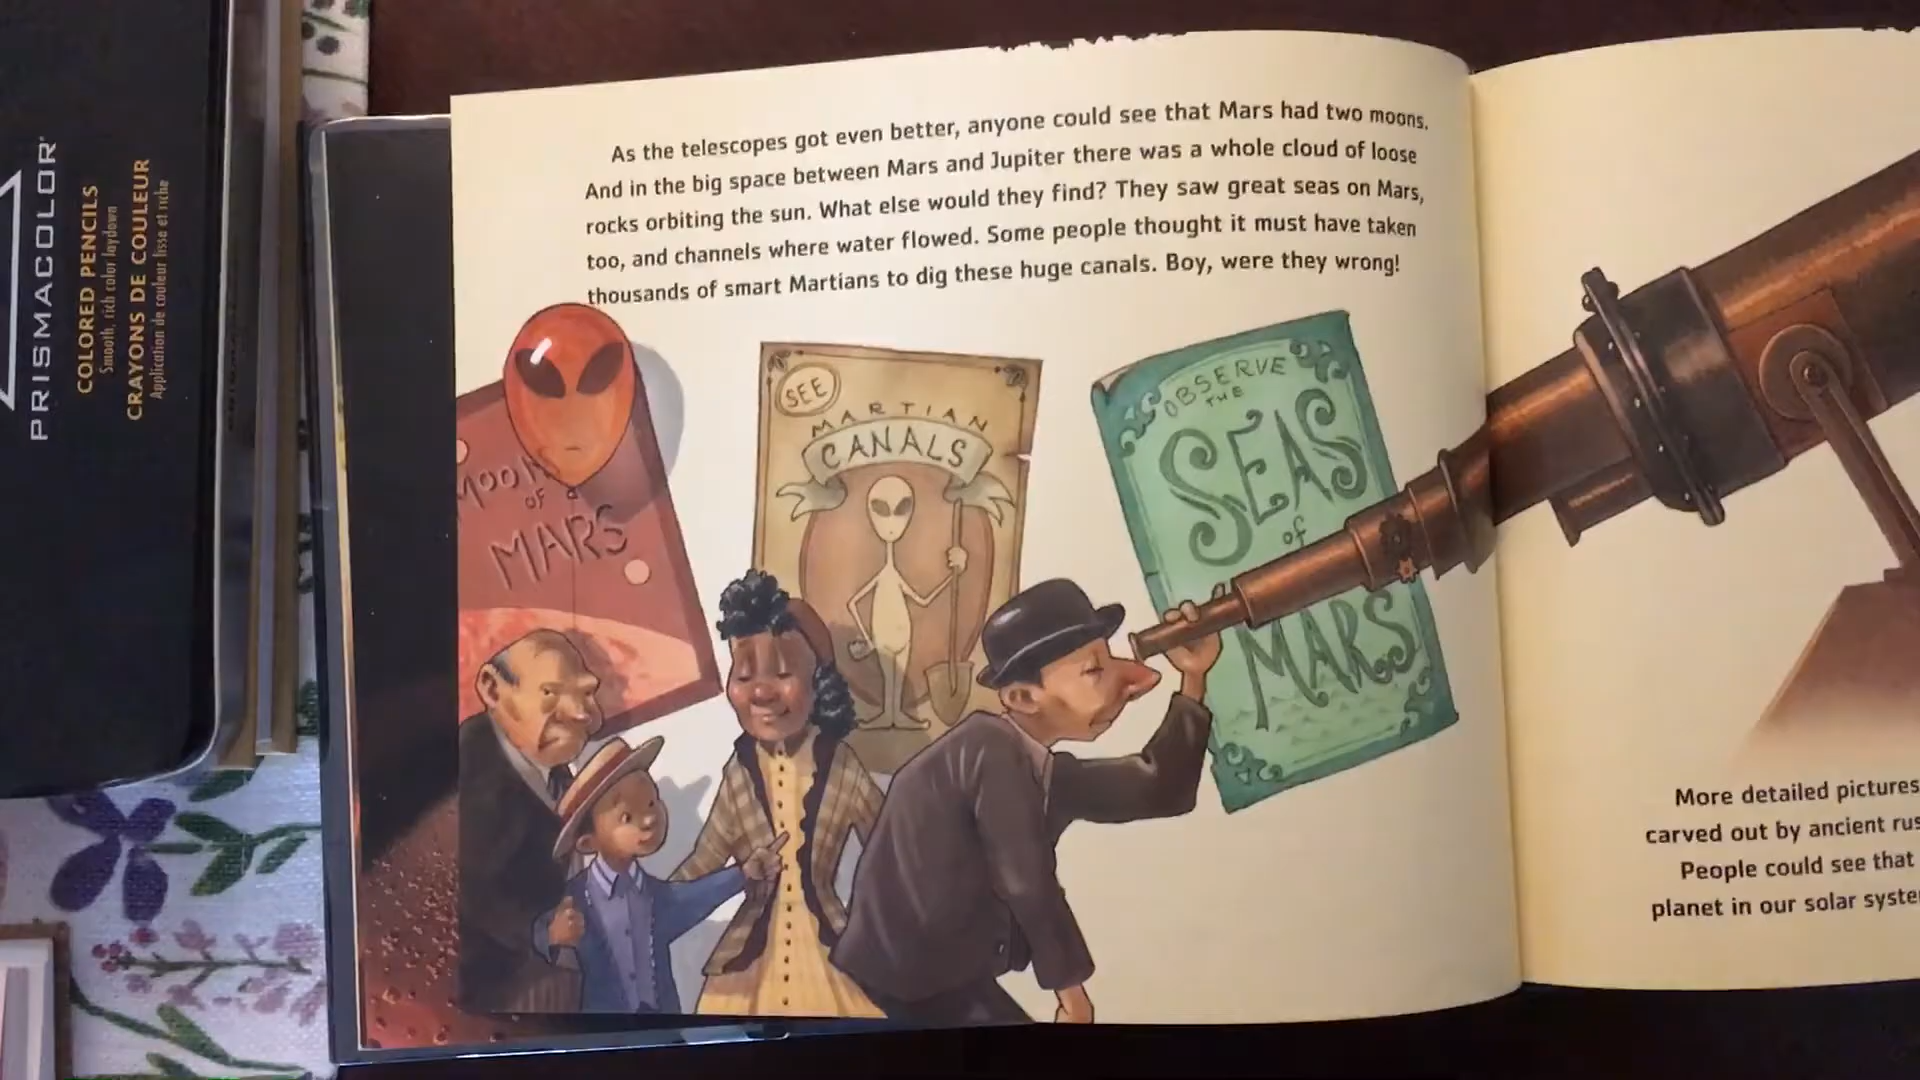 PRISMACOLOR
COLORED PENCILS
Smooth, rich color laydown
CRAYONS DE COULEUR
Application de couleur lisse et riche
As the telescopes got even better, anyone could see that Mars had two moons.
And in the big space between Mars and Jupiter there was a whole cloud of loose
rocks orbiting the sun. What else would they find? They saw great seas on Mars,
too, and channels where water flowed. Some people thought it must have taken
thousands of smart Martians to dig these huge canals. Boy, were they wrong!
OF
MARS
SEE
MARTIAN
CANALS
OBSERVE
THE
SEAS
of
MARS
More detailed pictures
carved out by ancient
People could see that
planet in our solar